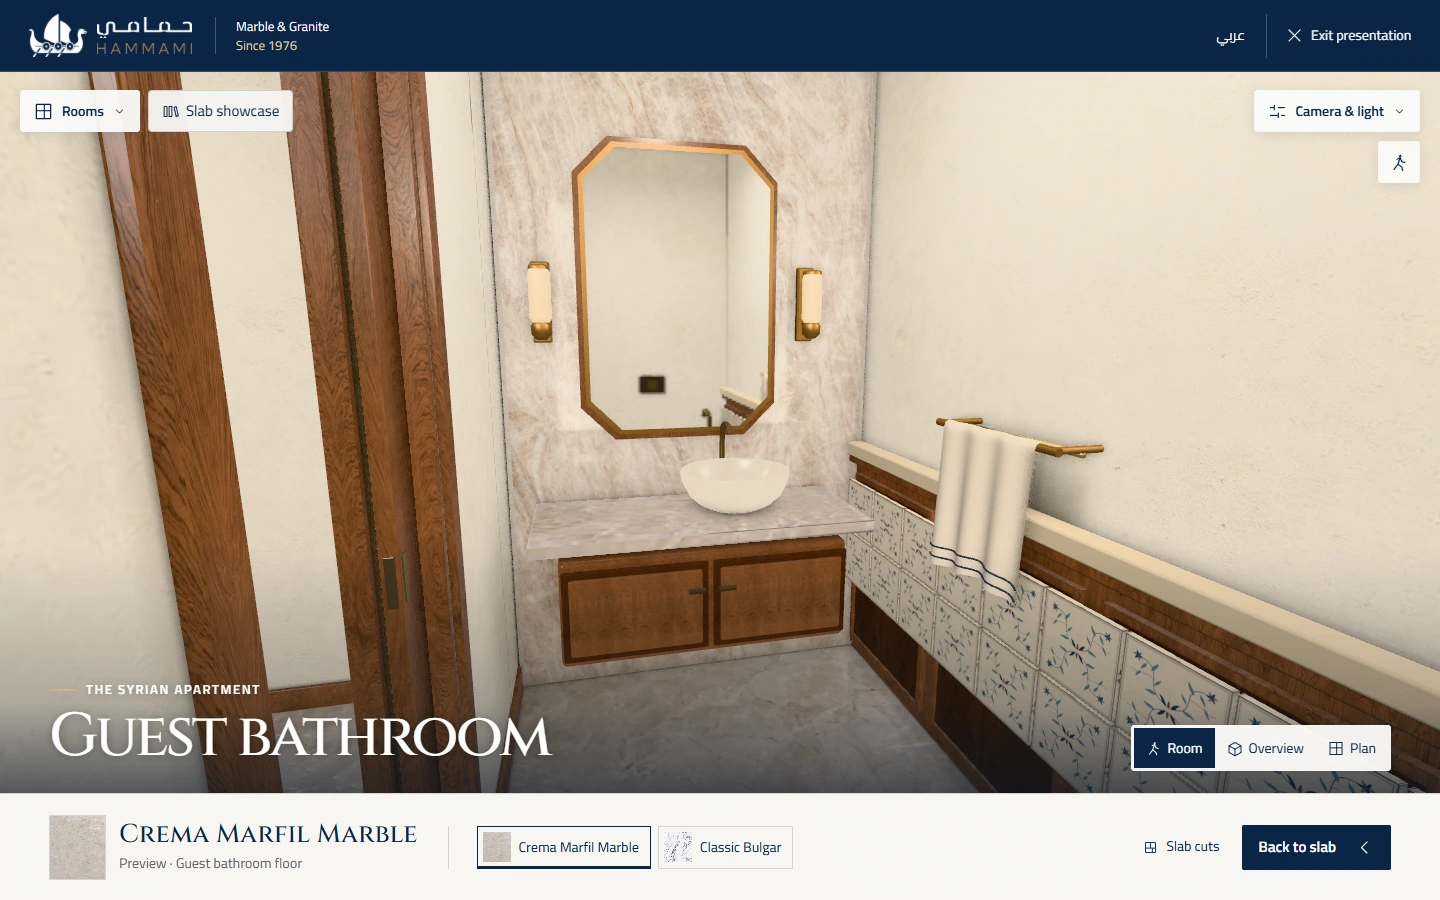 حمامي
HAMMAMI
Marble & Granite
Since 1976
عربي
Exit presentation
Rooms
Slab showcase
Camera & light
THE SYRIAN APARTMENT
GUEST BATHROOM
Room
Overview
Plan
CREMA MARFIL MARBLE
Preview · Guest bathroom floor
Crema Marfil Marble
Classic Bulgar
Slab cuts
Back to slab